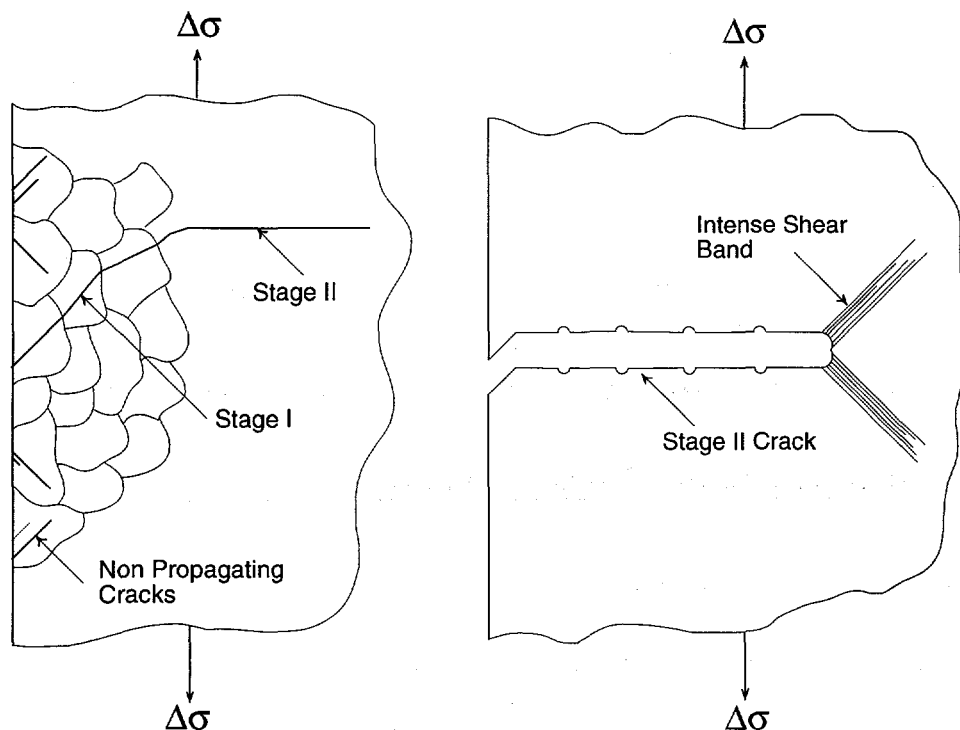 Δσ
Stage II
Stage I
Non Propagating
Cracks
Δσ
Δσ
Intense Shear
Band
Stage II Crack
Δσ